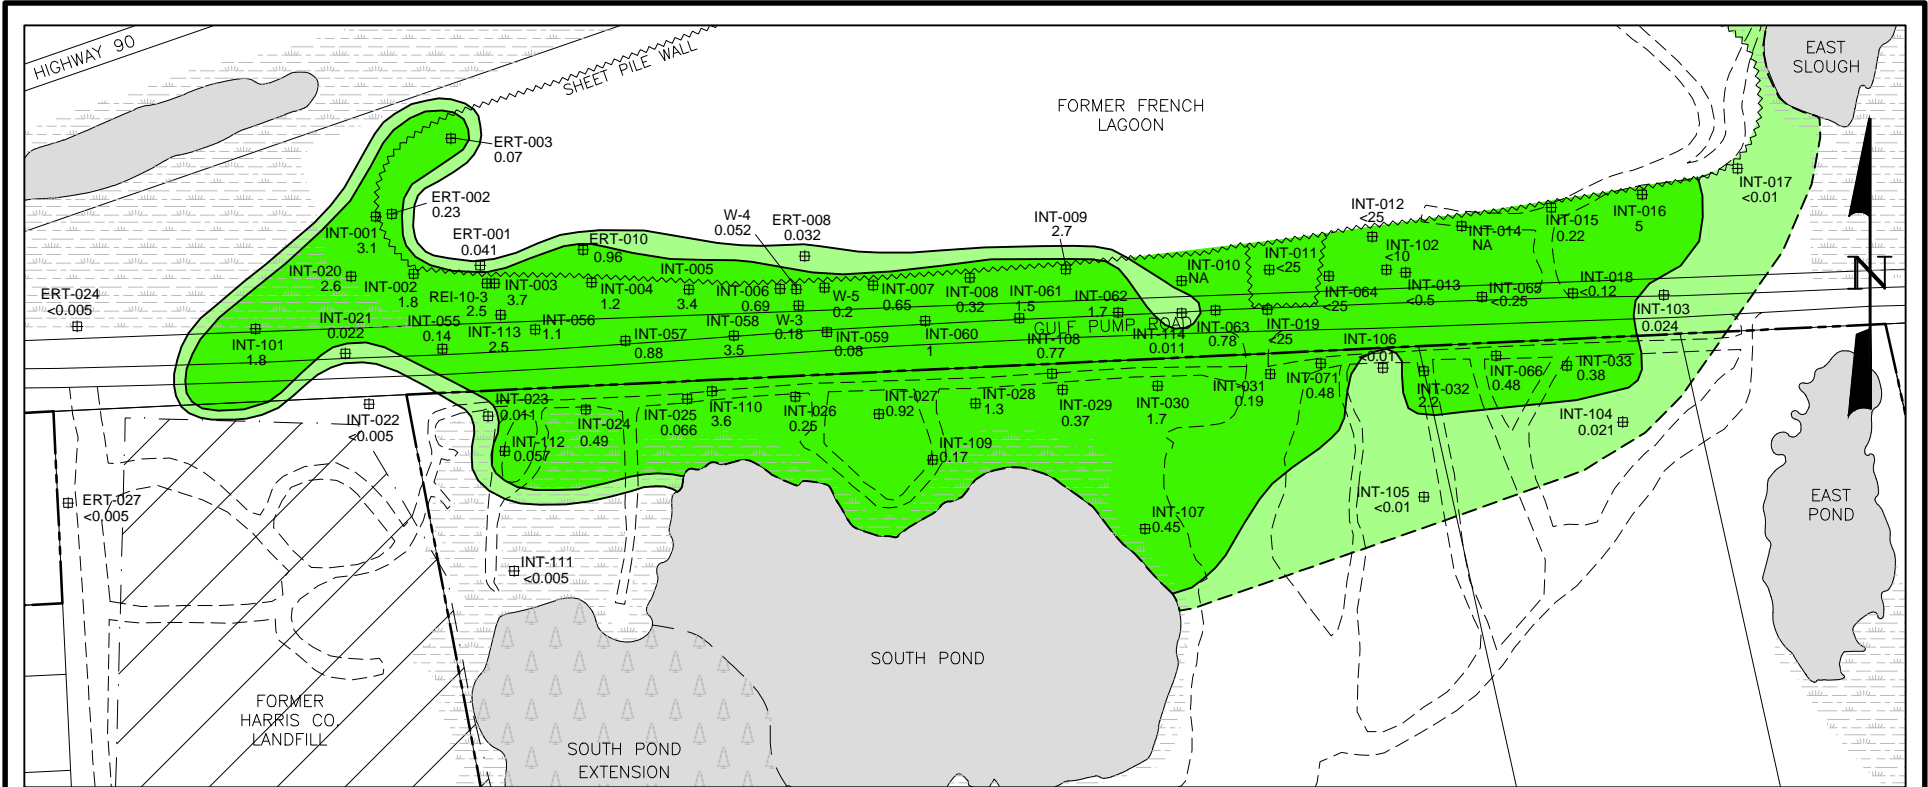 HIGHWAY 90
SHEET PILE WALL
FORMER FRENCH
LAGOON
EAST
SLOUGH
ERT-003
0.07
ERT-002
0.23
INT-001
3.1
ERT-001
0.041
ERT-010
0.96
W-4
0.052
ERT-008
0.032
INT-009
2.7
INT-012
<25
INT-014
NA
INT-015
0.22
INT-016
5
INT-017
<0.01
INT-020
2.6
INT-002
1.8
REI-10-3
2.5
INT-003
3.7
INT-004
1.2
INT-005
3.4
INT-006
0.69
W-5
0.2
INT-007
0.65
INT-008
0.32
INT-061
1.5
INT-062
1.7
INT-010
NA
INT-011
<25
INT-102
<10
INT-013
<0.5
INT-064
<25
INT-065
<0.25
INT-018
<0.12
INT-103
0.024
N
ERT-024
<0.005
INT-021
0.022
INT-101
1.8
INT-055
0.14
INT-113
2.5
INT-056
1.1
INT-057
0.88
INT-058
3.5
W-3
0.18
INT-059
0.08
INT-060
1
GULF PUMP ROAD
INT-108
0.77
INT-114
0.011
INT-063
0.78
INT-019
<25
INT-106
<0.01
INT-022
<0.005
INT-023
0.011
INT-112
0.057
INT-024
0.49
INT-025
0.066
INT-110
3.6
INT-026
0.25
INT-027
0.92
INT-028
1.3
INT-109
0.17
INT-029
0.37
INT-030
1.7
INT-031
0.19
INT-071
0.48
INT-032
2.2
INT-066
0.48
INT-033
0.38
INT-104
0.021
INT-105
<0.01
INT-107
0.45
ERT-027
<0.005
INT-111
<0.005
EAST
POND
SOUTH POND
FORMER
HARRIS CO.
LANDFILL
SOUTH POND
EXTENSION